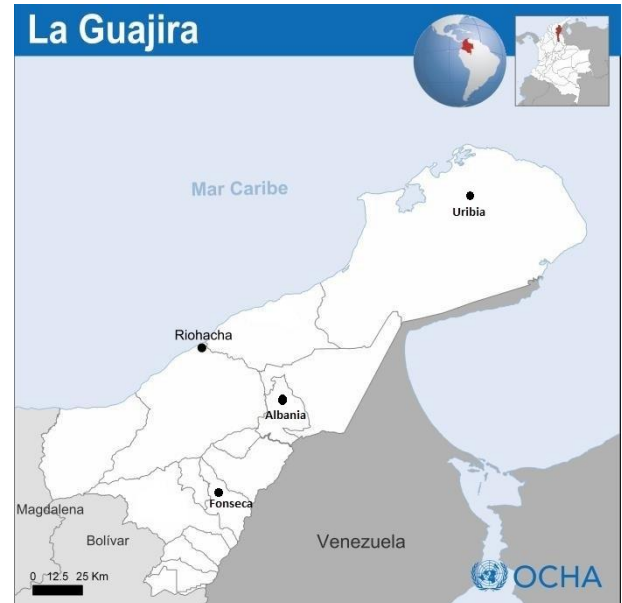 La Guajira
Mar Caribe
Uribia
Riohacha
Albania
Fonseca
Magdalena
Bolívar
Venezuela
0 12.5 25 Km
OCHA